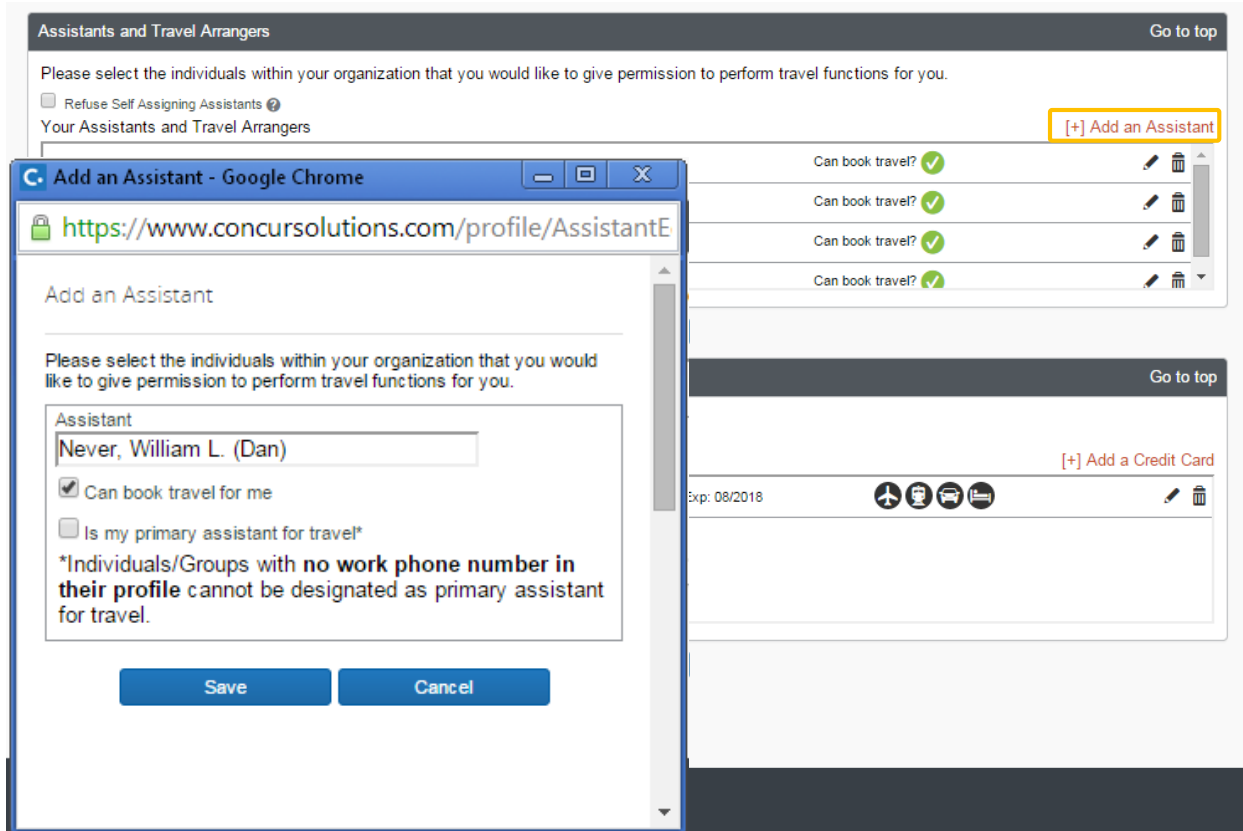 Assistants and Travel Arrangers Go to top
Please select the individuals within your organization that you would like to give permission to perform travel functions for you.
Refuse Self Assigning Assistants ?
Your Assistants and Travel Arrangers [+] Add an Assistant
Can book travel?
Can book travel?
Can book travel?
Can book travel?
C. Add an Assistant - Google Chrome
https://www.concursolutions.com/profile/AssistantE
Add an Assistant
Please select the individuals within your organization that you would
like to give permission to perform travel functions for you.
Assistant
Never, William L. (Dan)
Can book travel for me
Is my primary assistant for travel*
*Individuals/Groups with no work phone number in
their profile cannot be designated as primary assistant
for travel.
Save Cancel
Go to top
[+] Add a Credit Card
Exp: 08/2018